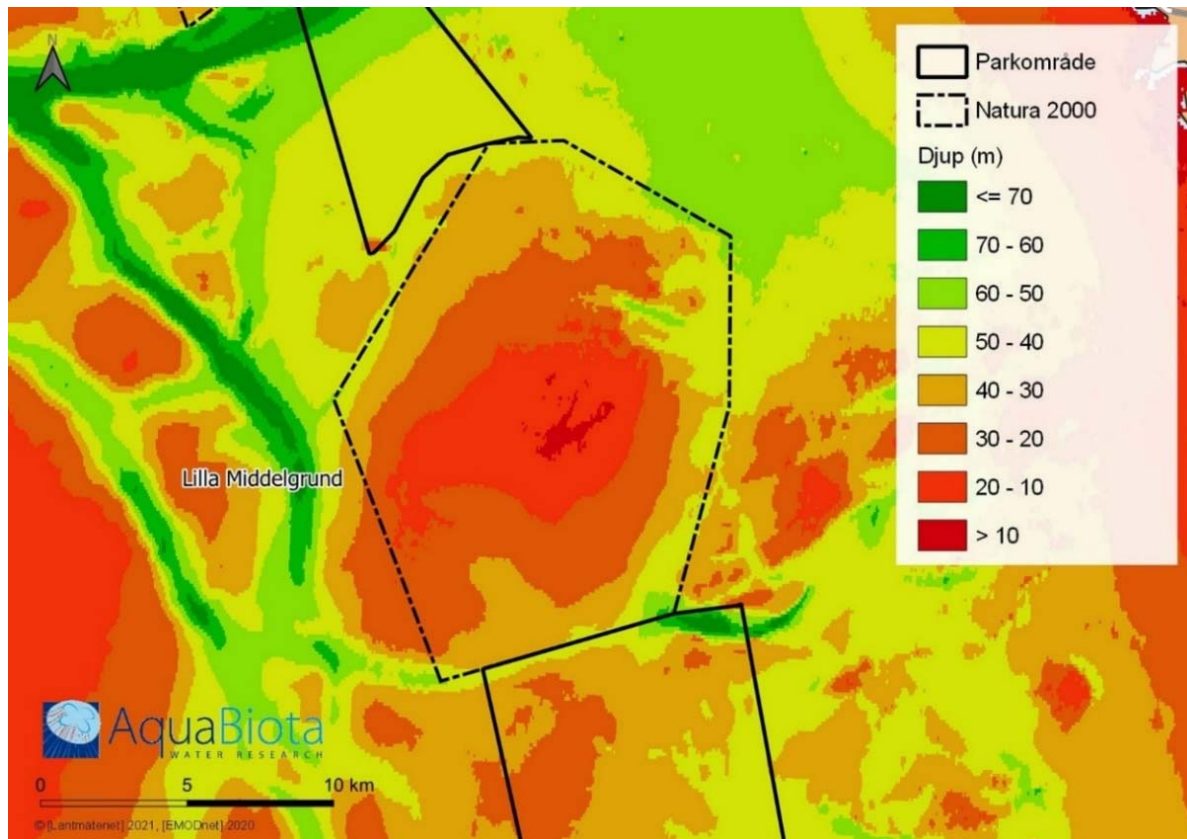 N
Parkområde
Natura 2000
Djup (m)
<= 70
70 - 60
60 - 50
50 - 40
40 - 30
30 - 20
20 - 10
> 10
Lilla Middelgrund
AquaBiota
WATER RESEARCH
0 5 10 km
© [Lantmäteriet] 2021, [EMODnet] 2020